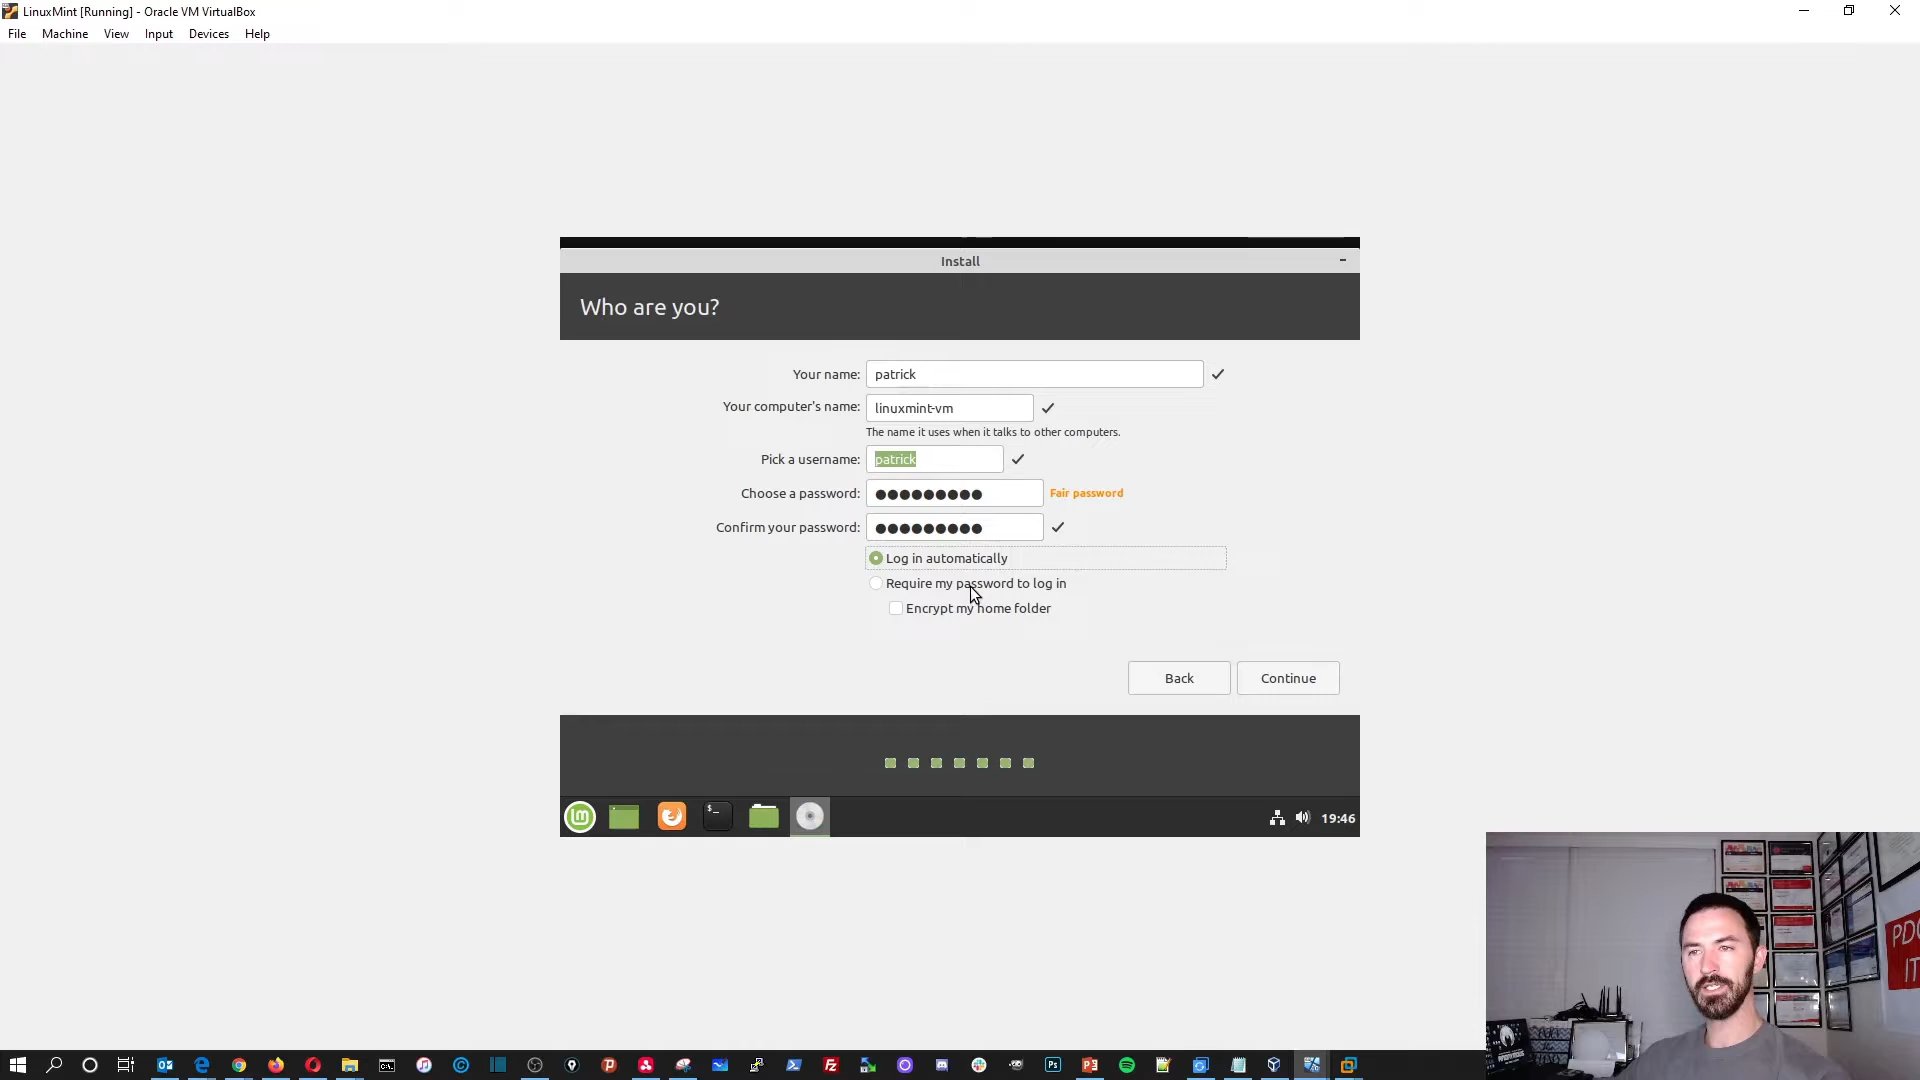 LinuxMint [Running] - Oracle VM VirtualBox
File Machine View Input Devices Help
Install
Who are you?
Your name: patrick
Your computer's name: linuxmint-vm
The name it uses when it talks to other computers.
Pick a username: patrick
Choose a password: ●●●●●●●●● Fair password
Confirm your password: ●●●●●●●●●
Log in automatically
Require my password to log in
Encrypt my home folder
Back Continue
19:46